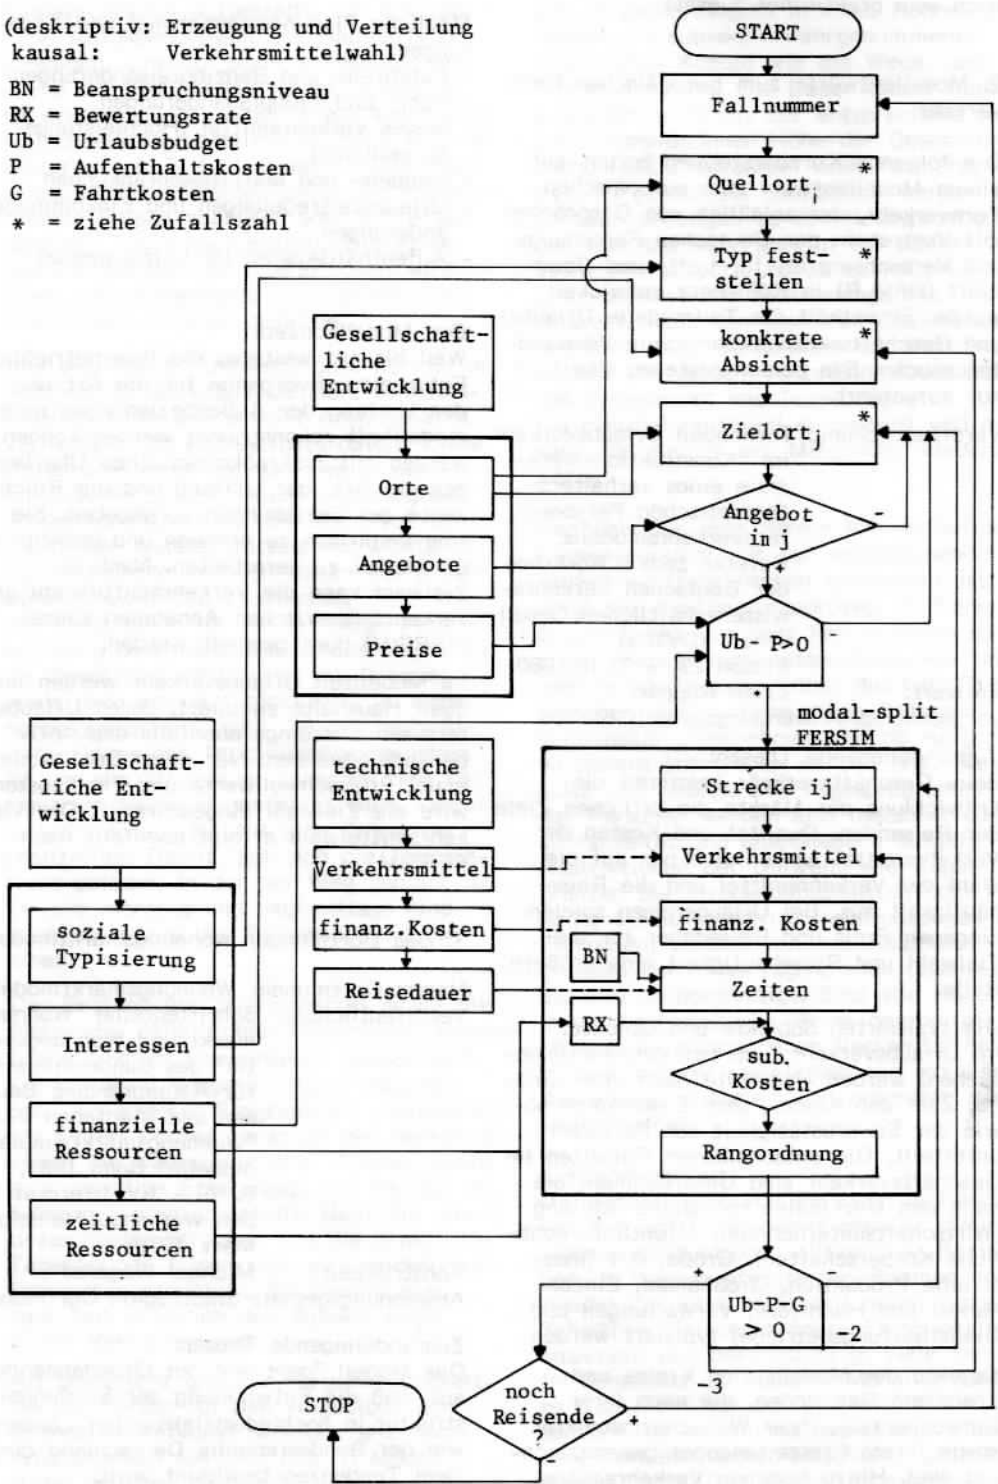 (deskriptiv: Erzeugung und Verteilung
kausal: Verkehrsmittelwahl)
BN = Beanspruchungsniveau
RX = Bewertungsrate
Ub = Urlaubsbudget
P = Aufenthaltskosten
G = Fahrtkosten
* = ziehe Zufallszahl
START
Fallnummer
Quellort i *
Typ fest- *
stellen
konkrete *
Absicht
Zielort j *
Angebot
in j
-
+
Ub - P>0
-
+
Gesellschaft-
liche
Entwicklung
Orte
Angebote
Preise
modal-split
FERSIM
Gesellschaft-
liche Ent-
wicklung
soziale
Typisierung
Interessen
finanzielle
Ressourcen
zeitliche
Ressourcen
technische
Entwicklung
Verkehrsmittel
finanz.Kosten
Reisedauer
BN
RX
Strecke ij
Verkehrsmittel
finanz. Kosten
Zeiten
sub.
Kosten
Rangordnung
+
Ub-P-G
> 0
-2
-3
noch
Reisende
?
+
-
STOP